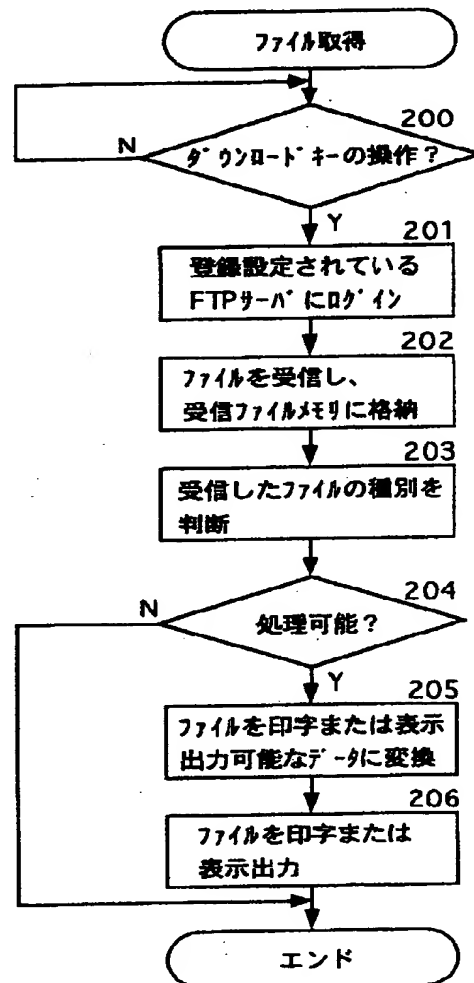 ファイル取得
200
N
ダウンロードキーの操作？
Y
201
登録設定されている
FTPサーバにログイン
202
ファイルを受信し、
受信ファイルメモリに格納
203
受信したファイルの種別を
判断
204
N
処理可能？
Y
205
ファイルを印字または表示
出力可能なデータに変換
206
ファイルを印字または
表示出力
エンド